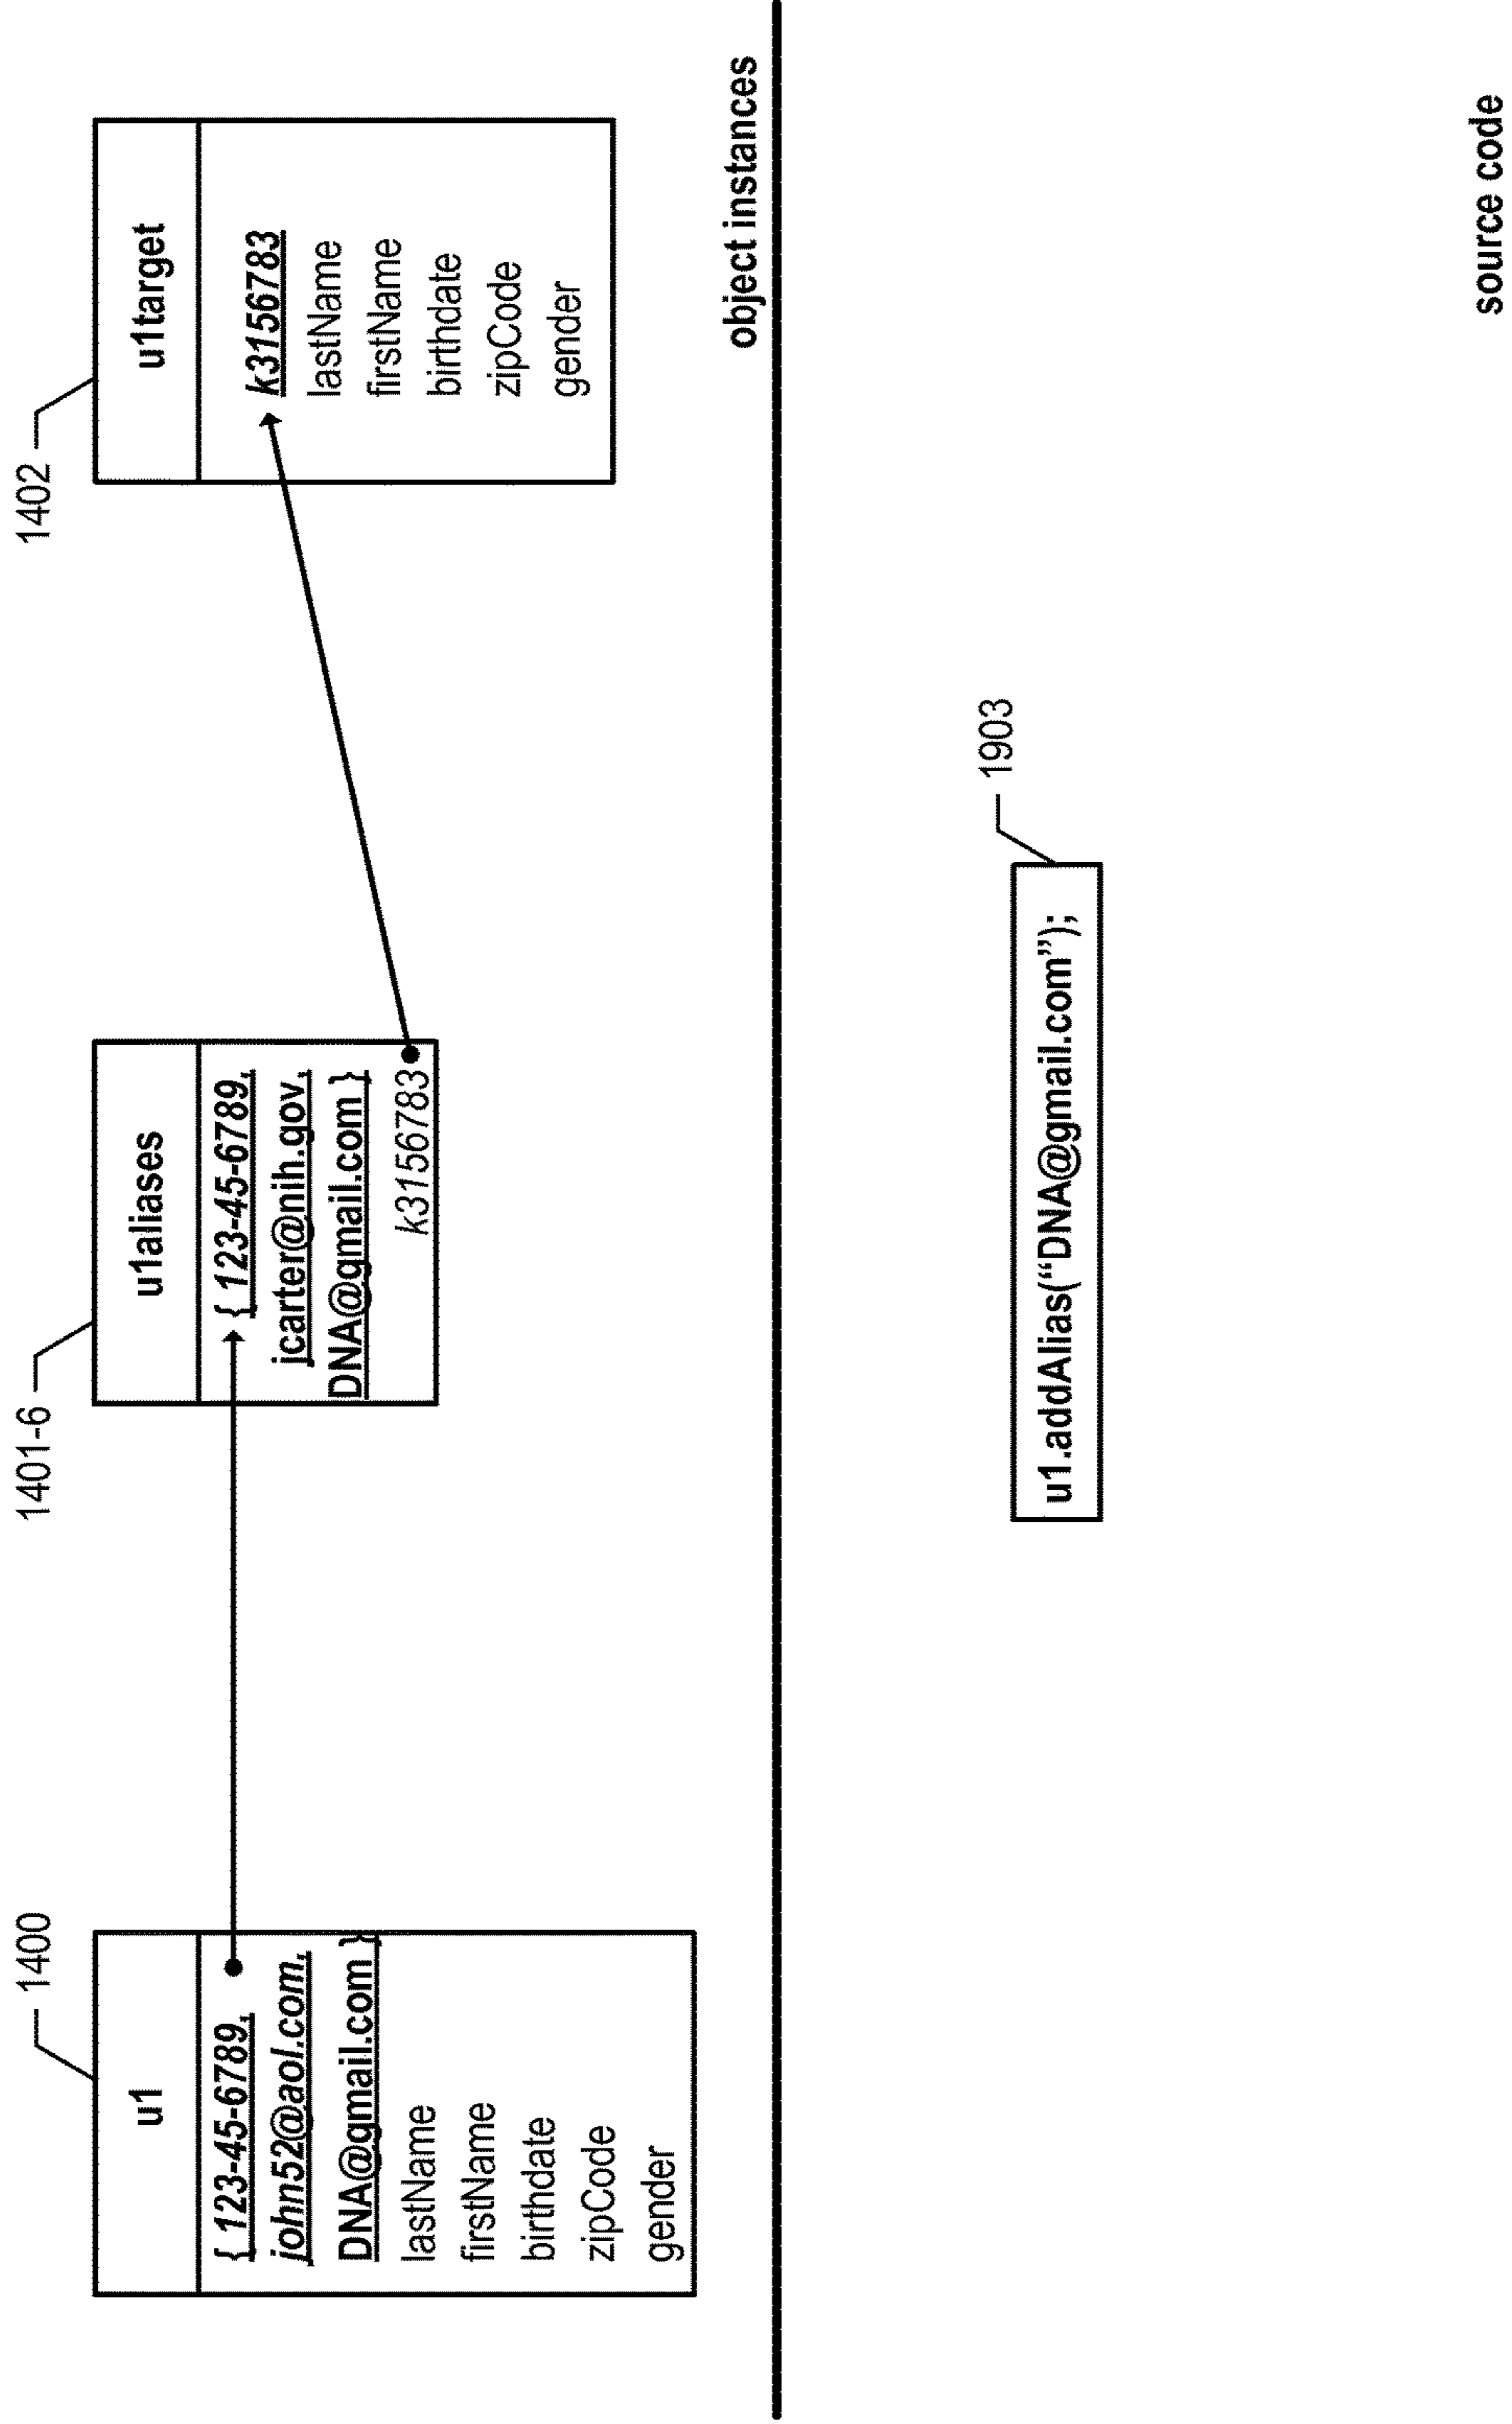 1400
u1
{ 123-45-6789,
john52@aol.com,
DNA@gmail.com }
lastName
firstName
birthdate
zipCode
gender
1401-6
u1aliases
{ 123-45-6789,
jcarter@nih.gov,
DNA@gmail.com }
k3156783
1402
u1target
k3156783
lastName
firstName
birthdate
zipCode
gender
object instances
1903
u1.addAlias(“DNA@gmail.com”);
source code